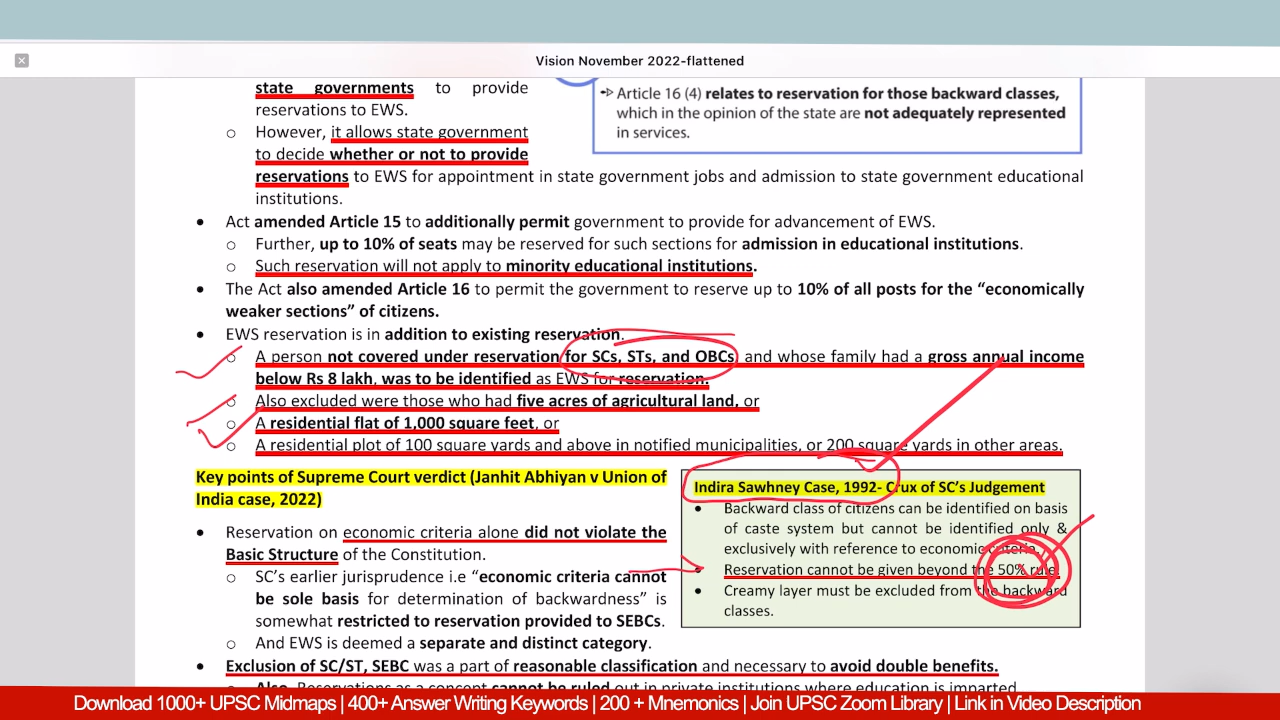 Vision November 2022-flattened
state governments to provide
reservations to EWS.
o However, it allows state government
to decide whether or not to provide
reservations to EWS for appointment in state government jobs and admission to state government educational
institutions.
Article 16 (4) relates to reservation for those backward classes,
which in the opinion of the state are not adequately represented
in services.
• Act amended Article 15 to additionally permit government to provide for advancement of EWS.
o Further, up to 10% of seats may be reserved for such sections for admission in educational institutions.
o Such reservation will not apply to minority educational institutions.
• The Act also amended Article 16 to permit the government to reserve up to 10% of all posts for the “economically
weaker sections” of citizens.
• EWS reservation is in addition to existing reservation.
o A person not covered under reservation for SCs, STs, and OBCs, and whose family had a gross annual income
below Rs 8 lakh, was to be identified as EWS for reservation.
o Also excluded were those who had five acres of agricultural land, or
o A residential flat of 1,000 square feet, or
o A residential plot of 100 square yards and above in notified municipalities, or 200 square yards in other areas.
Key points of Supreme Court verdict (Janhit Abhiyan v Union of
India case, 2022)
• Reservation on economic criteria alone did not violate the
Basic Structure of the Constitution.
o SC’s earlier jurisprudence i.e “economic criteria cannot
be sole basis for determination of backwardness” is
somewhat restricted to reservation provided to SEBCs.
o And EWS is deemed a separate and distinct category.
Indira Sawhney Case, 1992- Crux of SC’s Judgement
• Backward class of citizens can be identified on basis
of caste system but cannot be identified only &
exclusively with reference to economic criteria.
• Reservation cannot be given beyond the 50% rule.
• Creamy layer must be excluded from the backward
classes.
• Exclusion of SC/ST, SEBC was a part of reasonable classification and necessary to avoid double benefits.
o Also, Reservations as a concept cannot be ruled out in private institutions where education is imparted.
Download 1000+ UPSC Midmaps | 400+ Answer Writing Keywords | 200 + Mnemonics | Join UPSC Zoom Library | Link in Video Description